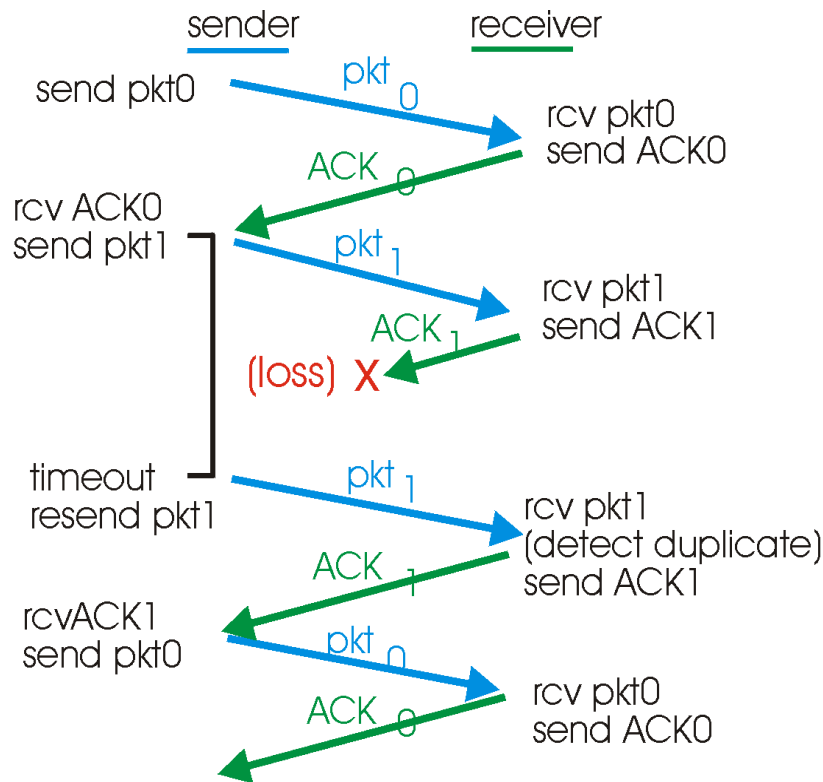 sender
receiver
send pkt0
pkt 0
rcv pkt0
send ACK0
ACK 0
rcv ACK0
send pkt1
pkt 1
rcv pkt1
send ACK1
ACK 1
(loss) X
timeout
resend pkt1
pkt 1
rcv pkt1
(detect duplicate)
send ACK1
ACK 1
rcvACK1
send pkt0
pkt 0
rcv pkt0
send ACK0
ACK 0